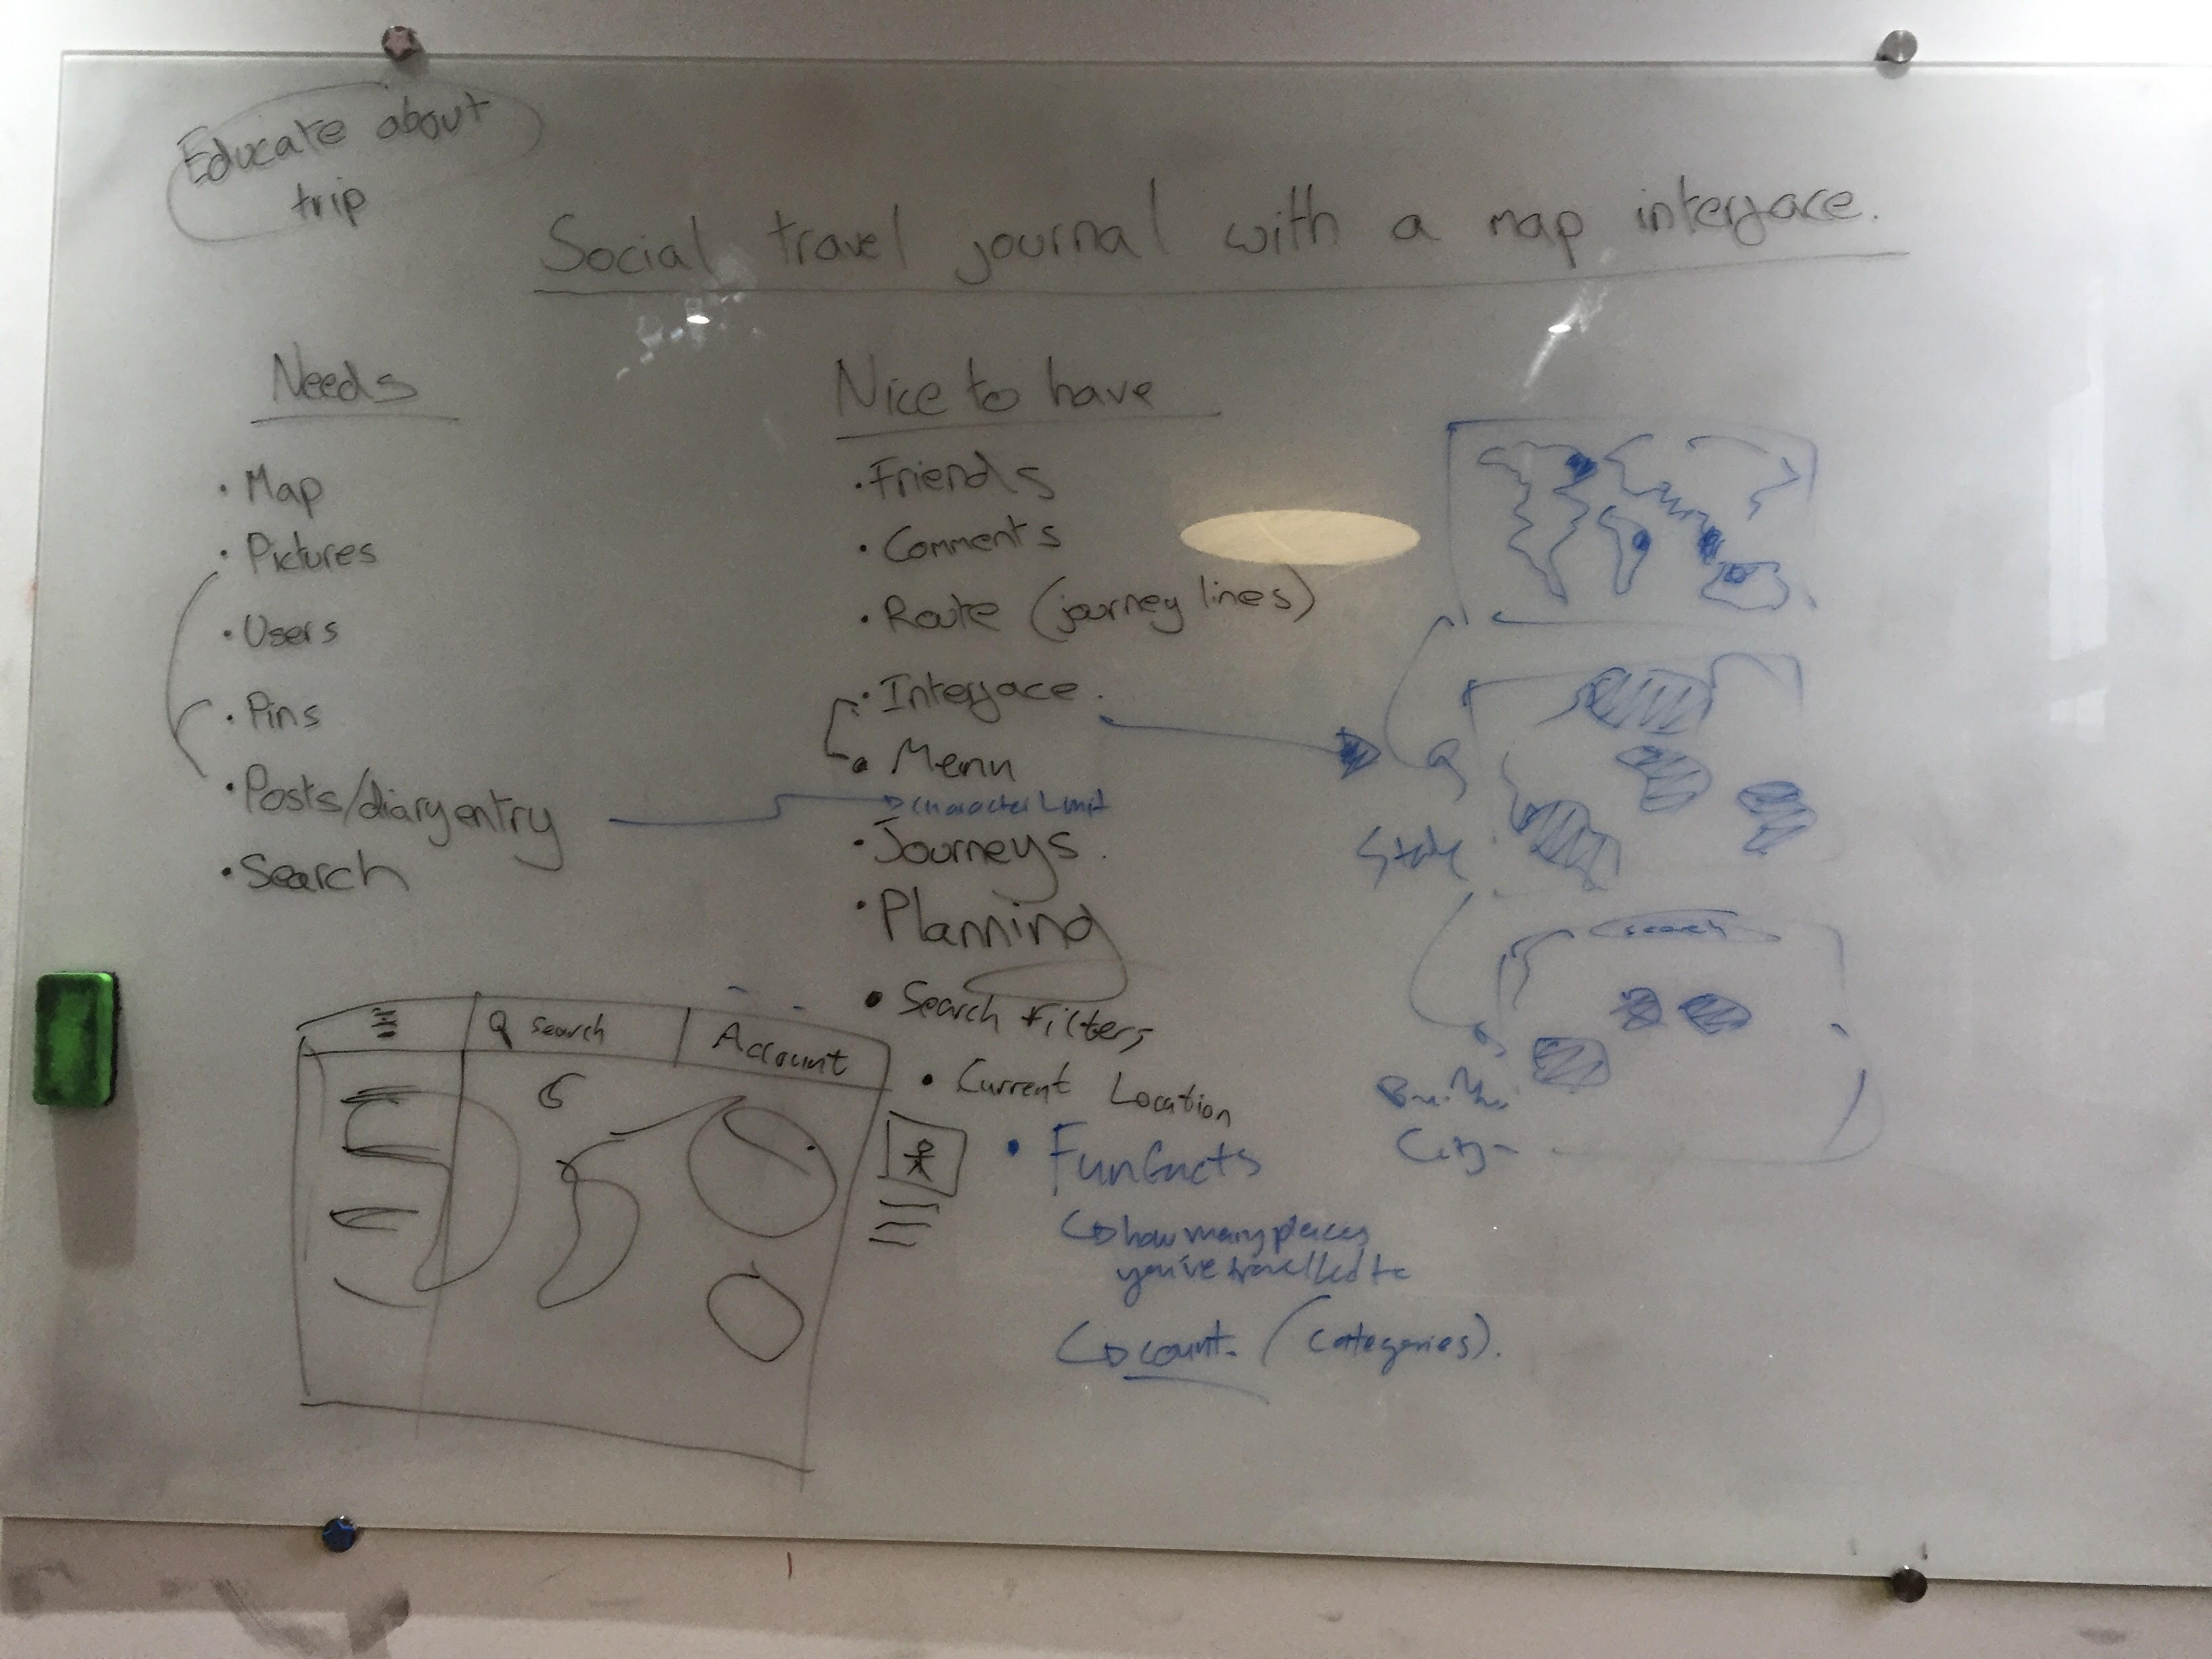 Educate about
trip
Social travel journal with a map interface.
Needs
• Map
• Pictures
• Users
• Pins
• Posts/diary entry
• Search
Nice to have
• Friends
• Comments
• Route (journey lines)
• Interface.
• Menu
Character Limit
• Journeys.
• Planning
• Search Filters
• Current Location
• Fun facts
how many places
you've travelled to
count. (categories).
State
search
City
Search
Account